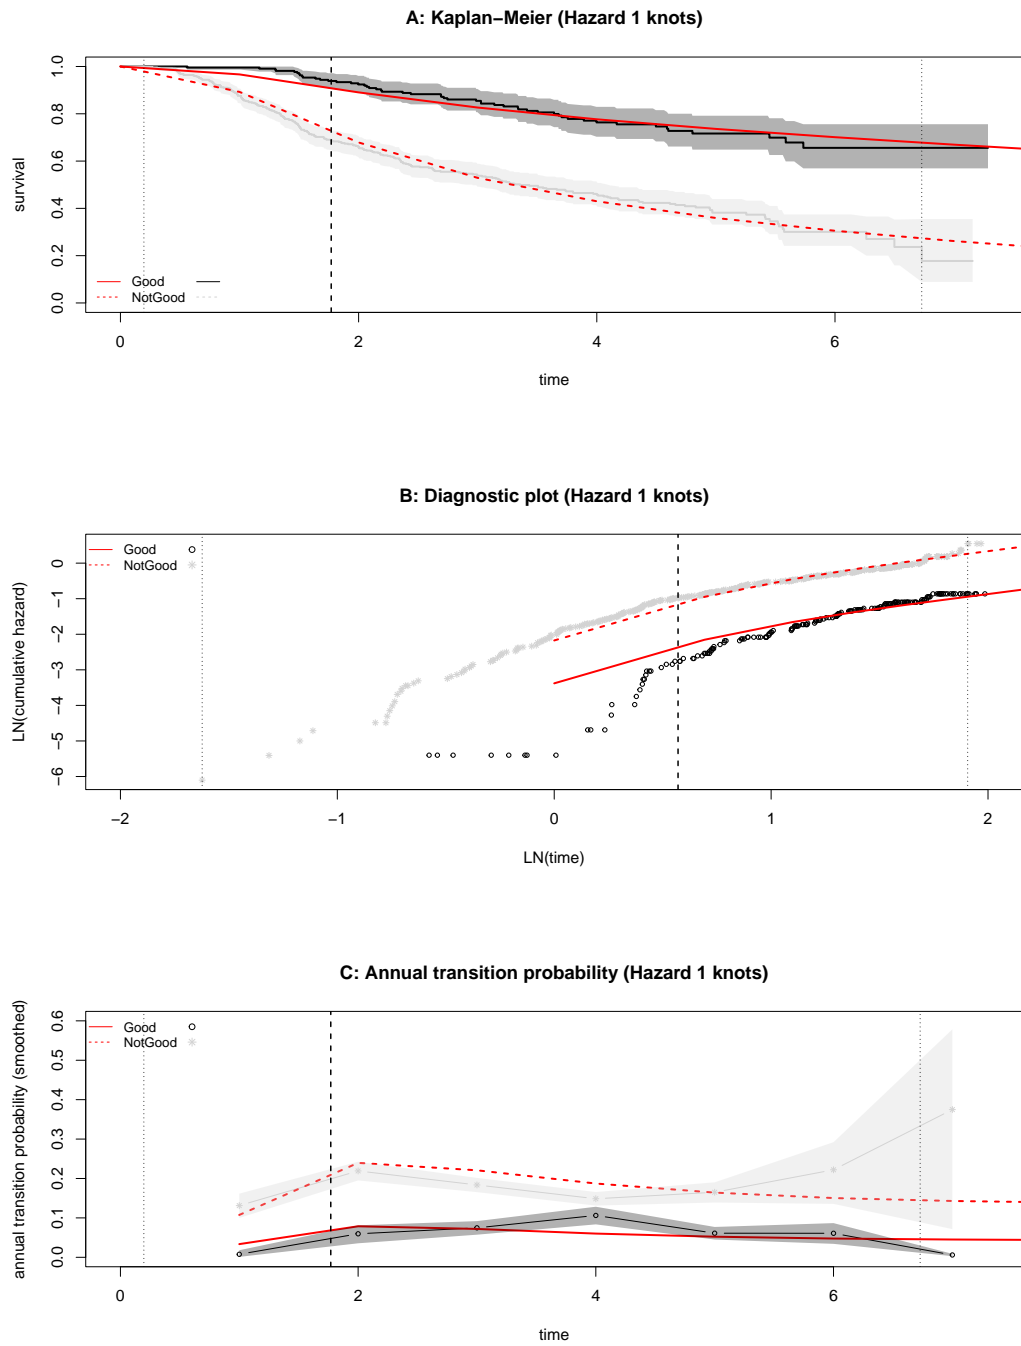 A: Kaplan−Meier (Hazard 1 knots)
survival
1.0
0.8
0.6
0.4
0.2
0.0
Good
NotGood
0 2 4 6
time
B: Diagnostic plot (Hazard 1 knots)
LN(cumulative hazard)
Good
NotGood
0
−1
−2
−3
−4
−5
−6
−2 −1 0 1 2
LN(time)
C: Annual transition probability (Hazard 1 knots)
annual transition probability (smoothed)
Good
NotGood
0.6
0.5
0.4
0.3
0.2
0.1
0.0
0 2 4 6
time